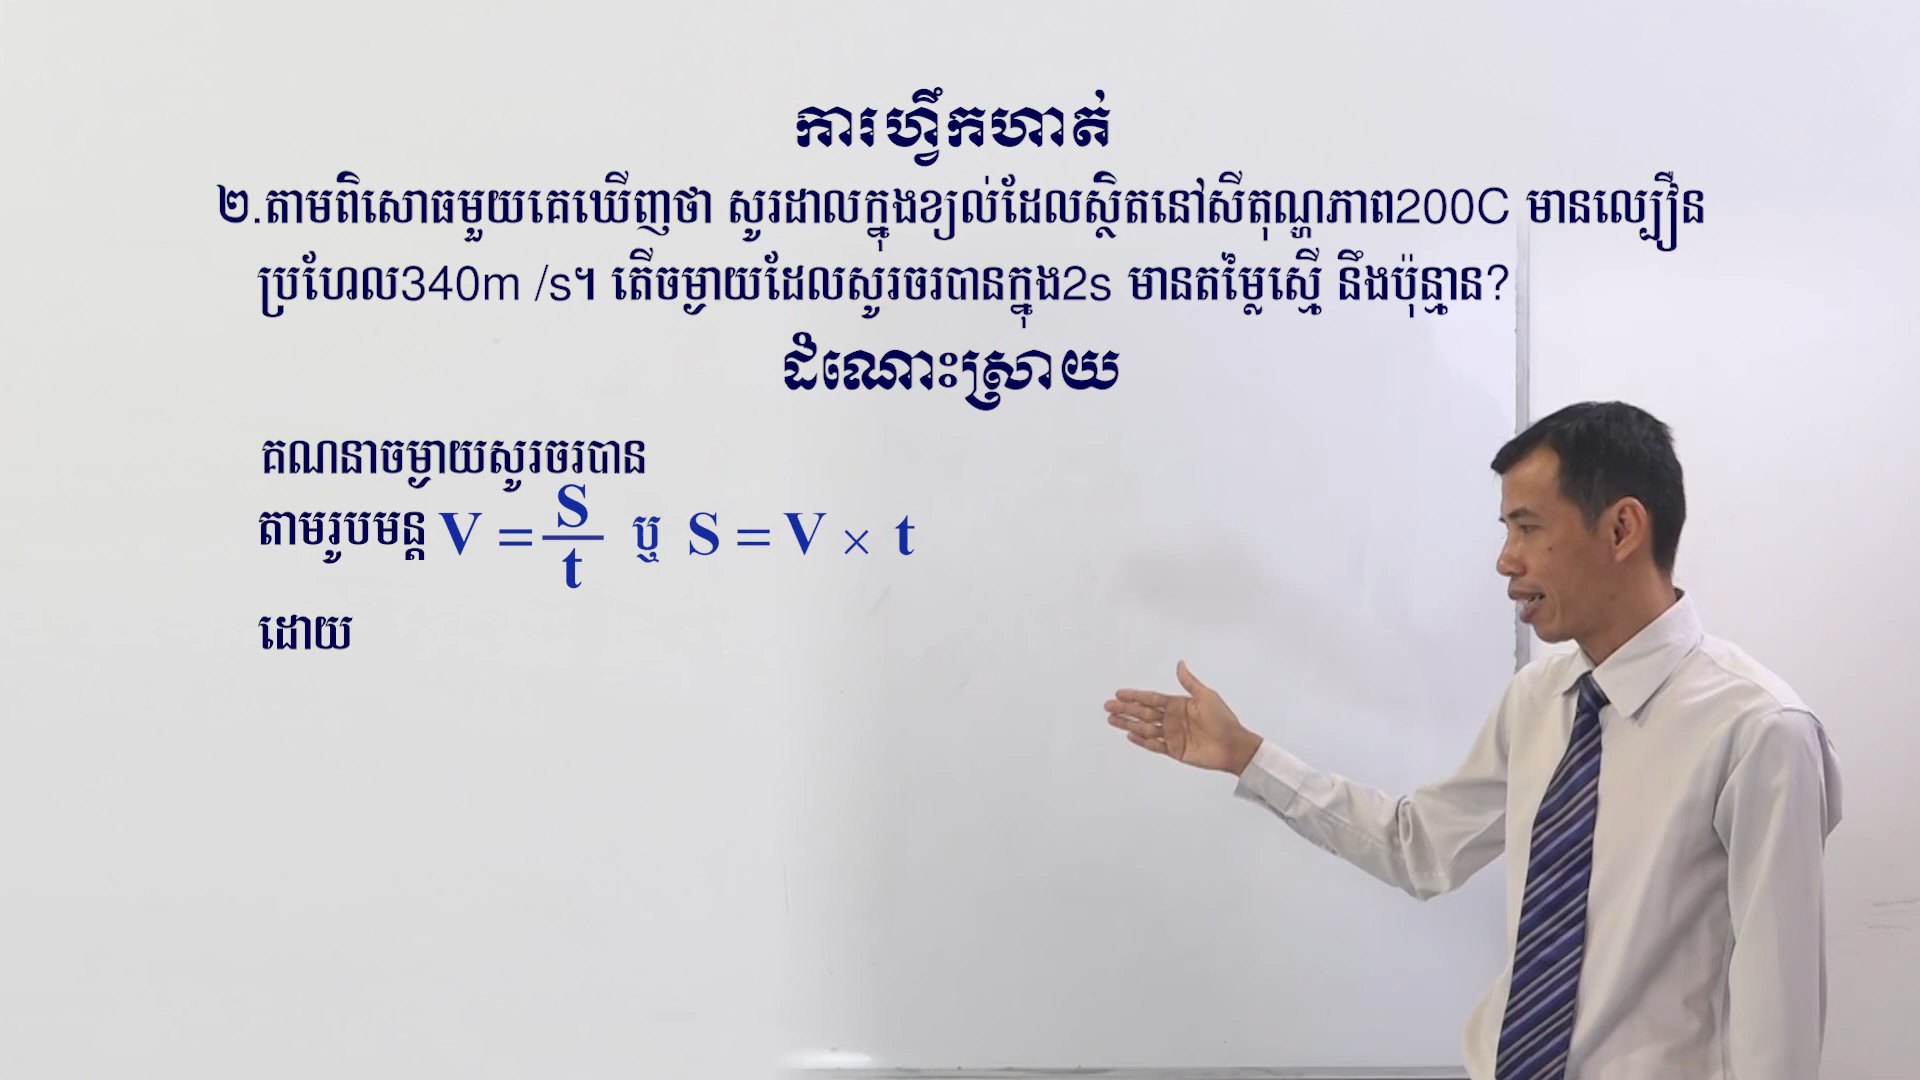 ការហ្វឹកហាត់
២.តាមពិសោធមួយគេឃើញថា សូរដាលក្នុងខ្យល់ដែលស្ថិតនៅសីតុណ្ហភាព200C មានល្បឿន
ប្រហែល340m /s។ តើចម្ងាយដែលសូរចរបានក្នុង2s មានតម្លៃស្មើ នឹងប៉ុន្មាន?
ដំណោះស្រាយ
គណនាចម្ងាយសូរចរបាន
តាមរូបមន្ត V = S/t ឬ S = V × t
ដោយ